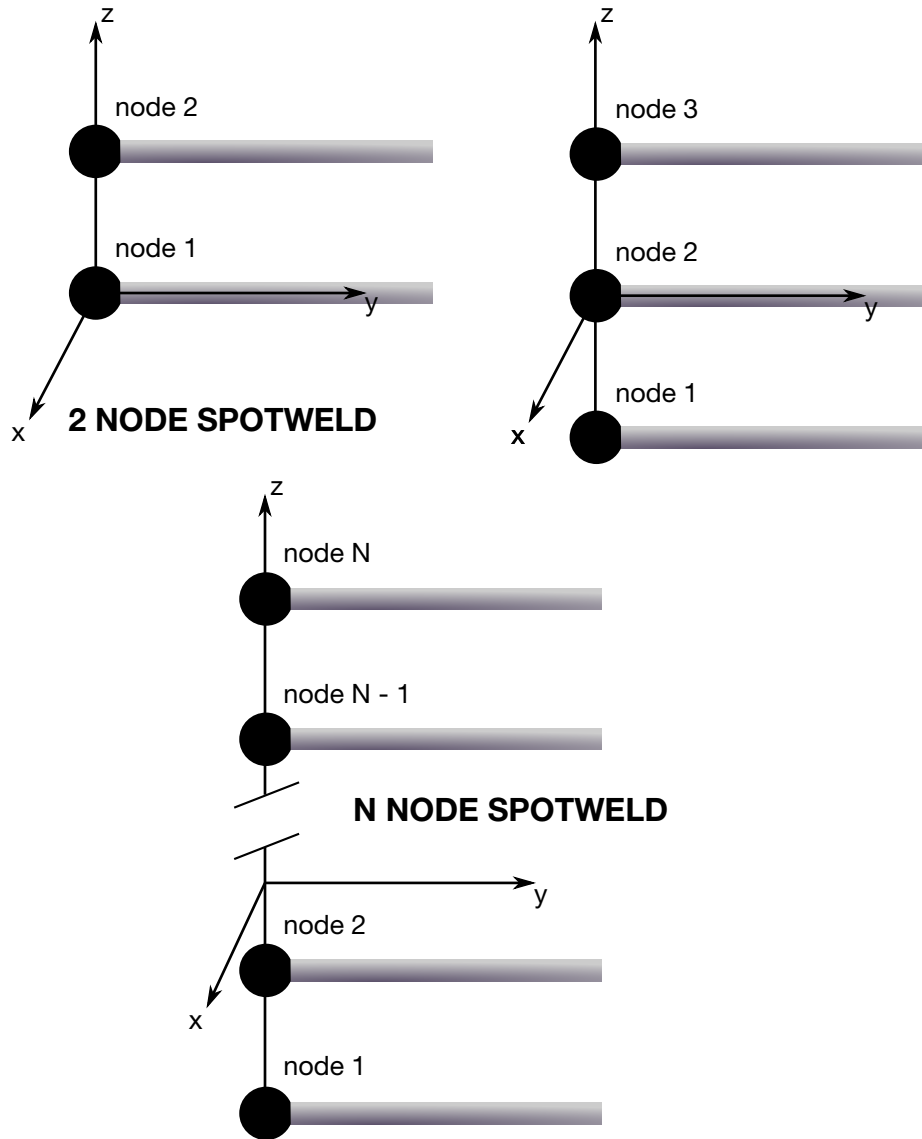 z
node 2
node 1
y
x
2 NODE SPOTWELD
z
node 3
node 2
y
x
node 1
z
node N
node N - 1
N NODE SPOTWELD
y
node 2
x
node 1